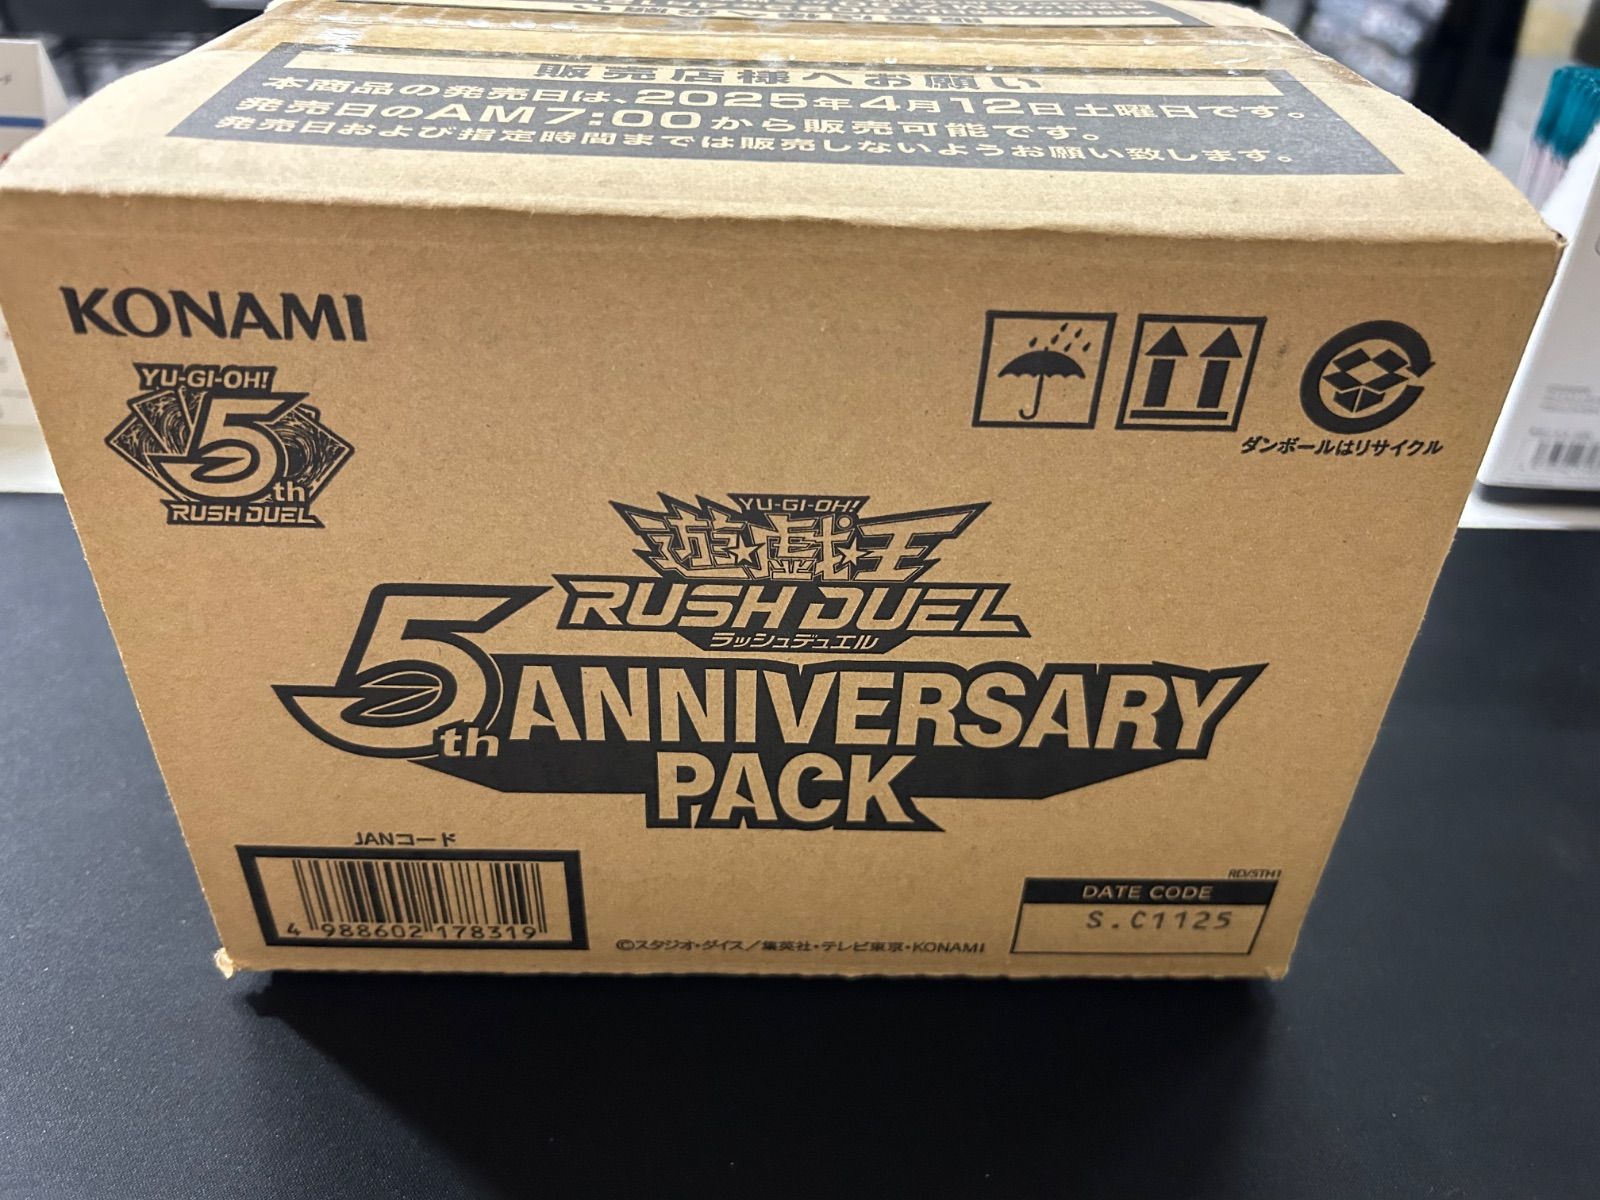 販売店様へお願い
本商品の発売日は、2025年4月12日土曜日です。
発売日のAM7:00から販売可能です。
発売日および指定時間までは販売しないようお願い致します。
KONAMI
YU-GI-OH!
5th
RUSH DUEL
ダンボールはリサイクル
YU-GI-OH!
遊☆戯☆王
RUSH DUEL
ラッシュデュエル
5th ANNIVERSARY
PACK
JANコード
4 988602 178319
©スタジオ・ダイス/集英社・テレビ東京・KONAMI
RD/5TH1
DATE CODE
S.C1125